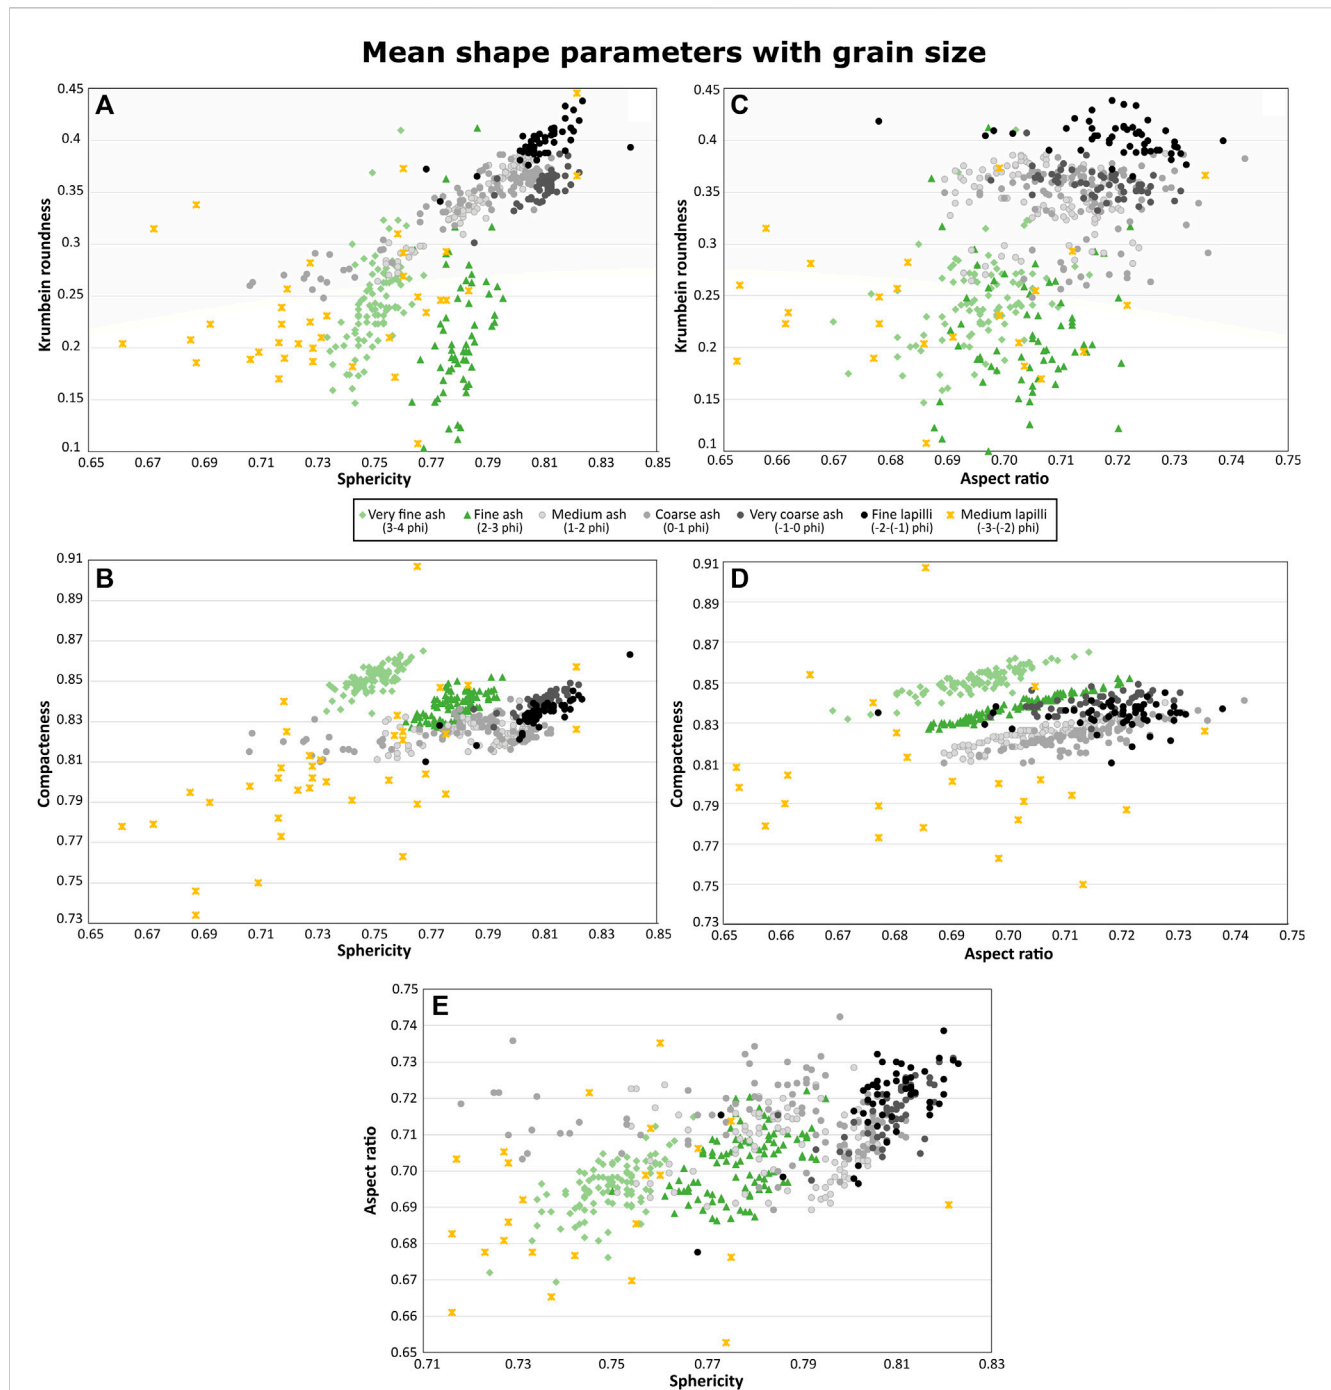 Mean shape parameters with grain size
A
Krumbein roundness
0.45
0.4
0.35
0.3
0.25
0.2
0.15
0.1
0.65 0.67 0.69 0.71 0.73 0.75 0.77 0.79 0.81 0.83 0.85
Sphericity
C
Krumbein roundness
0.45
0.4
0.35
0.3
0.25
0.2
0.15
0.1
0.65 0.66 0.67 0.68 0.69 0.70 0.71 0.72 0.73 0.74 0.75
Aspect ratio
Very fine ash (3-4 phi)
Fine ash (2-3 phi)
Medium ash (1-2 phi)
Coarse ash (0-1 phi)
Very coarse ash (-1-0 phi)
Fine lapilli (-2-(-1) phi)
Medium lapilli (-3-(-2) phi)
B
Compacteness
0.91
0.89
0.87
0.85
0.83
0.81
0.79
0.77
0.75
0.73
0.65 0.67 0.69 0.71 0.73 0.75 0.77 0.79 0.81 0.83 0.85
Sphericity
D
Compacteness
0.91
0.89
0.87
0.85
0.83
0.81
0.79
0.77
0.75
0.73
0.65 0.66 0.67 0.68 0.69 0.70 0.71 0.72 0.73 0.74 0.75
Aspect ratio
E
Aspect ratio
0.75
0.74
0.73
0.72
0.71
0.70
0.69
0.68
0.67
0.66
0.65
0.71 0.73 0.75 0.77 0.79 0.81 0.83
Sphericity